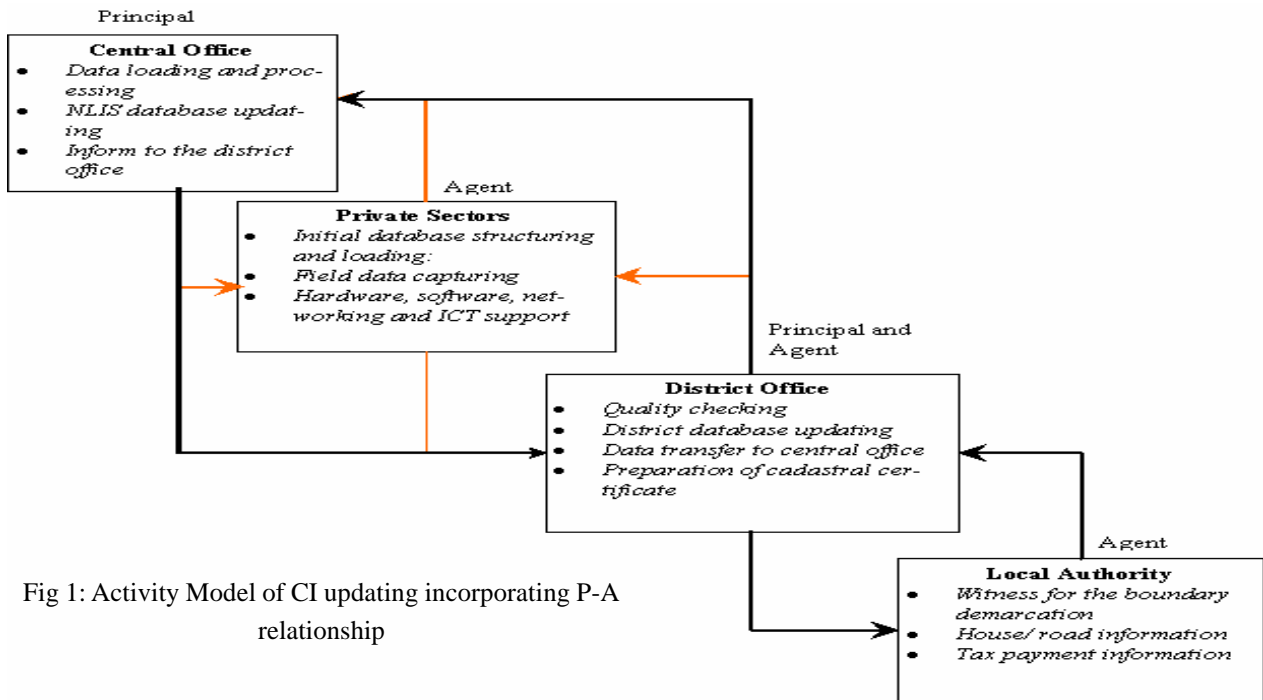 Principal
Central Office
• Data loading and proc-
essing
• NLIS database updat-
ing
• Inform to the district
office
Agent
Private Sectors
• Initial database structuring
and loading:
• Field data capturing
• Hardware, software, net-
working and ICT support
Principal and
Agent
District Office
• Quality checking
• District database updating
• Data transfer to central office
• Preparation of cadastral cer-
tificate
Agent
Local Authority
• Witness for the boundary
demarcation
• House/ road information
• Tax payment information
Fig 1: Activity Model of CI updating incorporating P-A
relationship